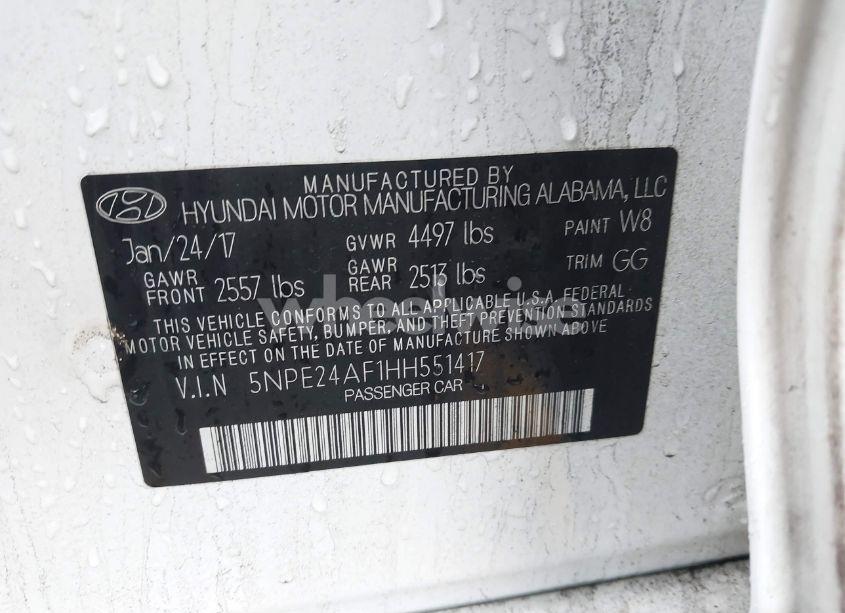 MANUFACTURED BY
HYUNDAI MOTOR MANUFACTURING ALABAMA, LLC
Jan/24/17 GVWR 4497 lbs PAINT W8
GAWR FRONT 2557 lbs GAWR REAR 2513 lbs TRIM GG
wheelwise
THIS VEHICLE CONFORMS TO ALL APPLICABLE U.S.A. FEDERAL
MOTOR VEHICLE SAFETY, BUMPER, AND THEFT PREVENTION STANDARDS
IN EFFECT ON THE DATE OF MANUFACTURE SHOWN ABOVE
V.I.N 5NPE24AF1HH551417
PASSENGER CAR